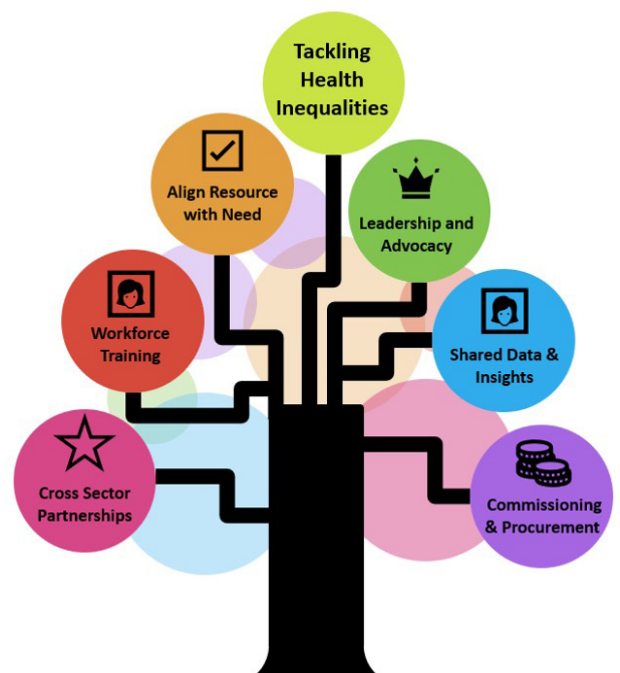 Tackling
Health
Inequalities
Align Resource
with Need
Leadership and
Advocacy
Workforce
Training
Shared Data &
Insights
Cross Sector
Partnerships
Commissioning
& Procurement